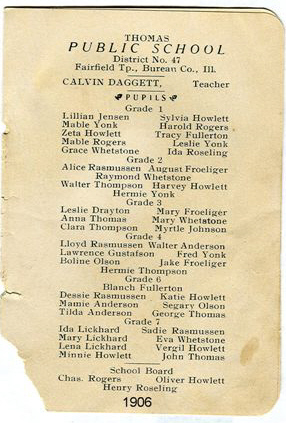 THOMAS
PUBLIC SCHOOL
District No. 47
Fairfield Tp., Bureau Co., Ill.
CALVIN DAGGETT, Teacher
PUPILS
Grade 1
Lillian Jensen Sylvia Howlett
Mable Yonk Harold Rogers
Zeta Howlett Tracy Fullerton
Mable Rogers Leslie Yonk
Grace Whetstone Ida Roseling
Grade 2
Alice Rasmussen August Froeliger
Raymond Whetstone
Walter Thompson Harvey Howlett
Hermie Yonk
Grade 3
Leslie Drayton Mary Froeliger
Anna Thomas Mary Whetstone
Clara Thompson Myrtle Johnson
Grade 4
Lloyd Rasmussen Walter Anderson
Lawrence Gustafson Fred Yonk
Boline Olson Jake Froeliger
Hermie Thompson
Grade 6
Blanch Fullerton
Dessie Rasmussen Katie Howlett
Mamie Anderson Segary Olson
Tilda Anderson George Thomas
Grade 7
Ida Lickhard Sadie Rasmussen
Mary Lickhard Eva Whetstone
Lena Lickhard Vergil Howlett
Minnie Howlett John Thomas
School Board
Chas. Rogers Oliver Howlett
Henry Roseling
1906